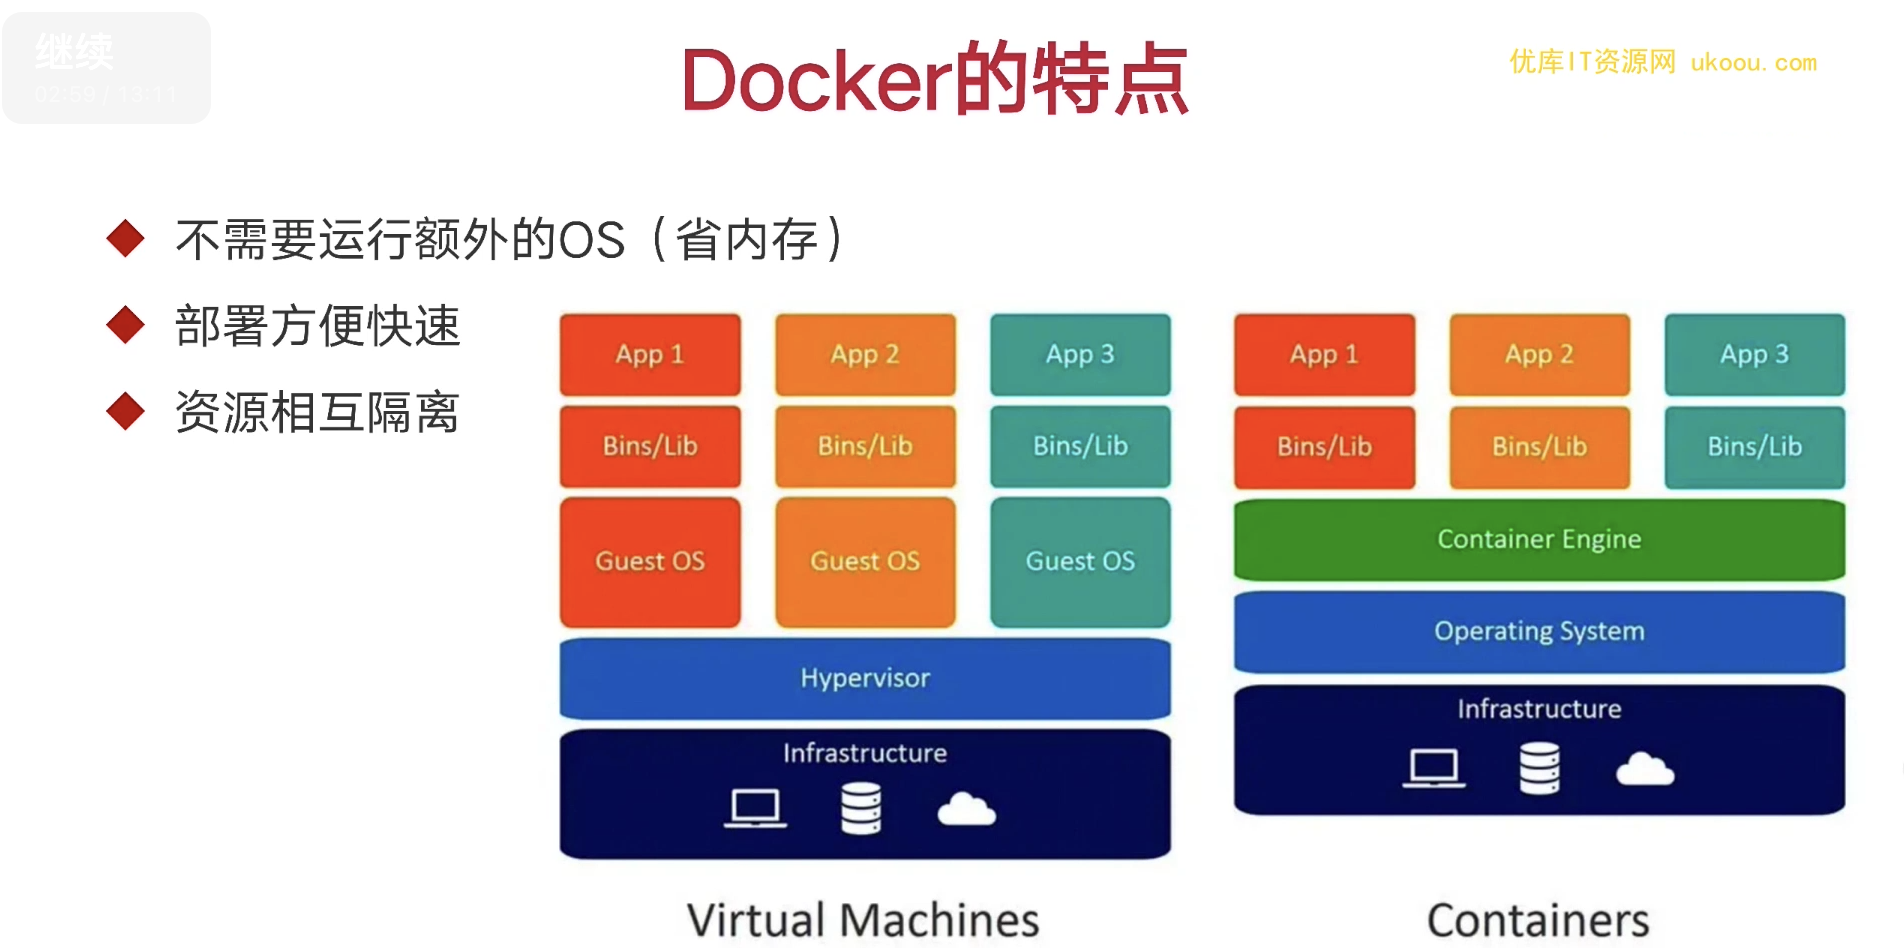 继续
02:59 / 13:11
Docker的特点
优库IT资源网 ukoou.com
不需要运行额外的OS（省内存）
部署方便快速
资源相互隔离
App 1
App 2
App 3
Bins/Lib
Bins/Lib
Bins/Lib
Guest OS
Guest OS
Guest OS
Hypervisor
Infrastructure
Virtual Machines
App 1
App 2
App 3
Bins/Lib
Bins/Lib
Bins/Lib
Container Engine
Operating System
Infrastructure
Containers